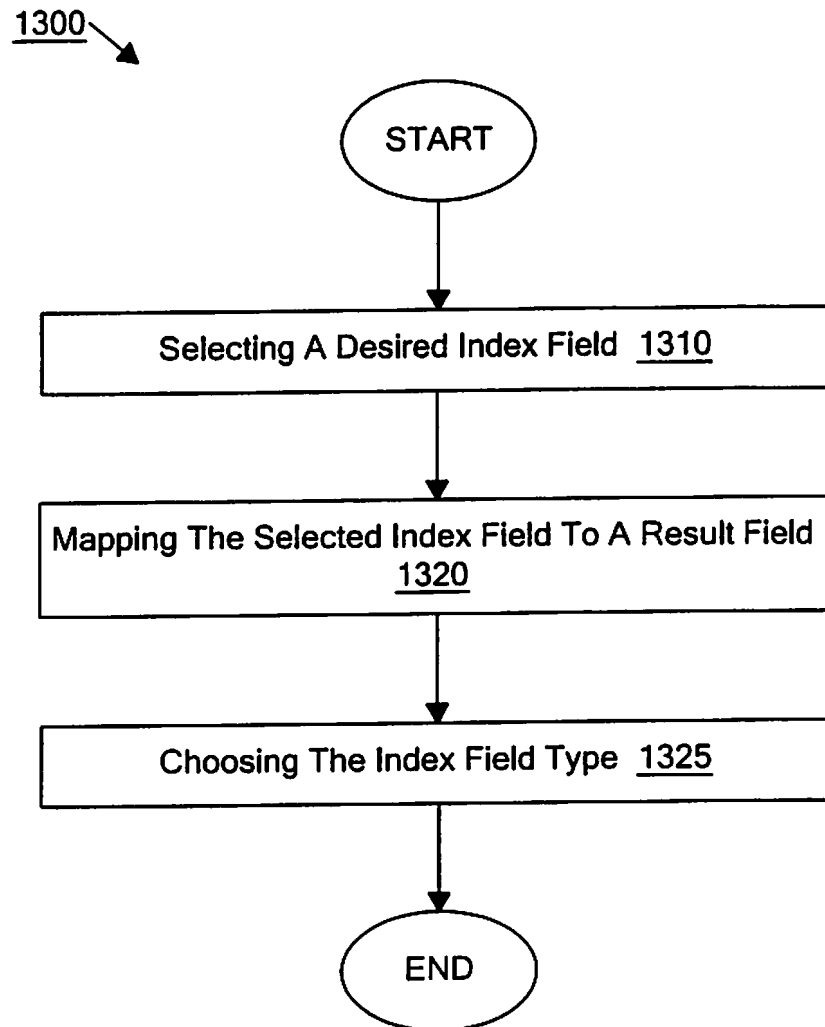 1300
START
Selecting A Desired Index Field 1310
Mapping The Selected Index Field To A Result Field
1320
Choosing The Index Field Type 1325
END